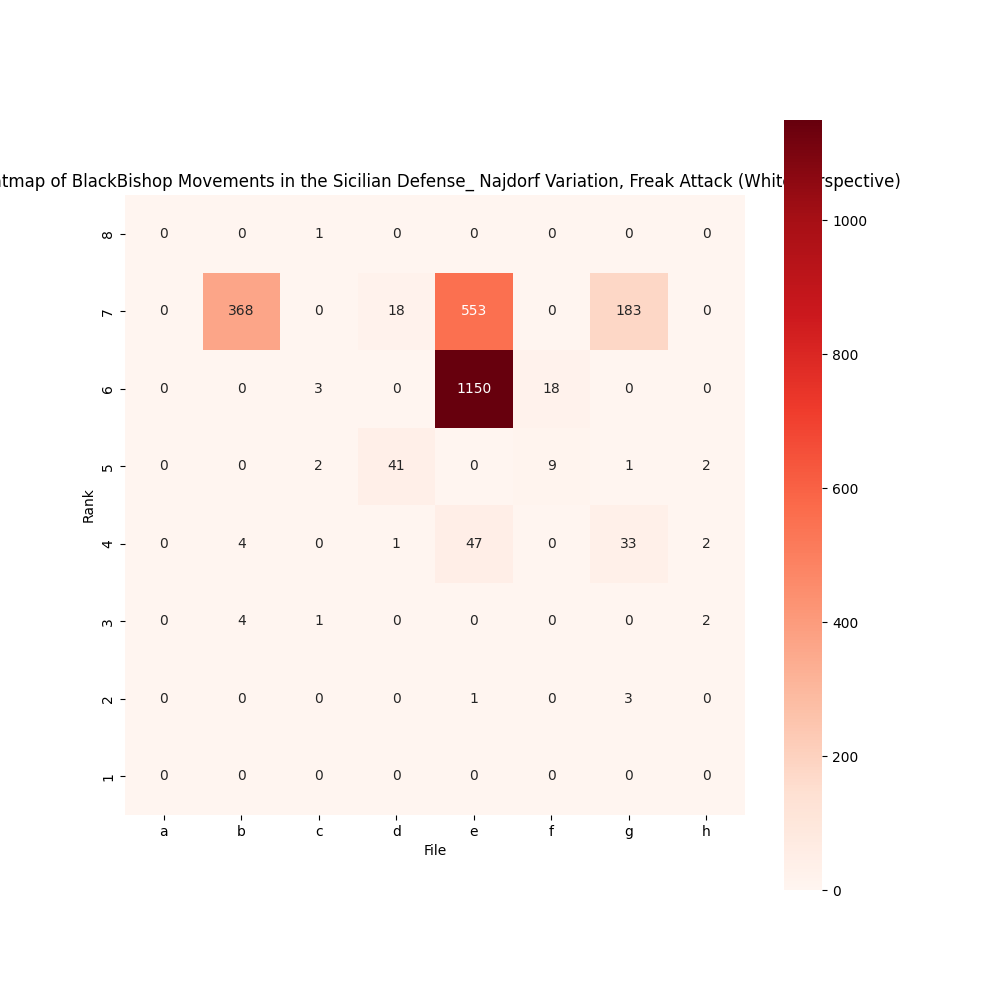 tmap of BlackBishop Movements in the Sicilian Defense_ Najdorf Variation, Freak Attack (Whit rspective)
8 0 0 1 0 0 0 0 0
7 0 368 0 18 553 0 183 0
6 0 0 3 0 1150 18 0 0
5 0 0 2 41 0 9 1 2
Rank
4 0 4 0 1 47 0 33 2
3 0 4 1 0 0 0 0 2
2 0 0 0 0 1 0 3 0
1 0 0 0 0 0 0 0 0
a b c d e f g h
File
1000
800
600
400
200
0